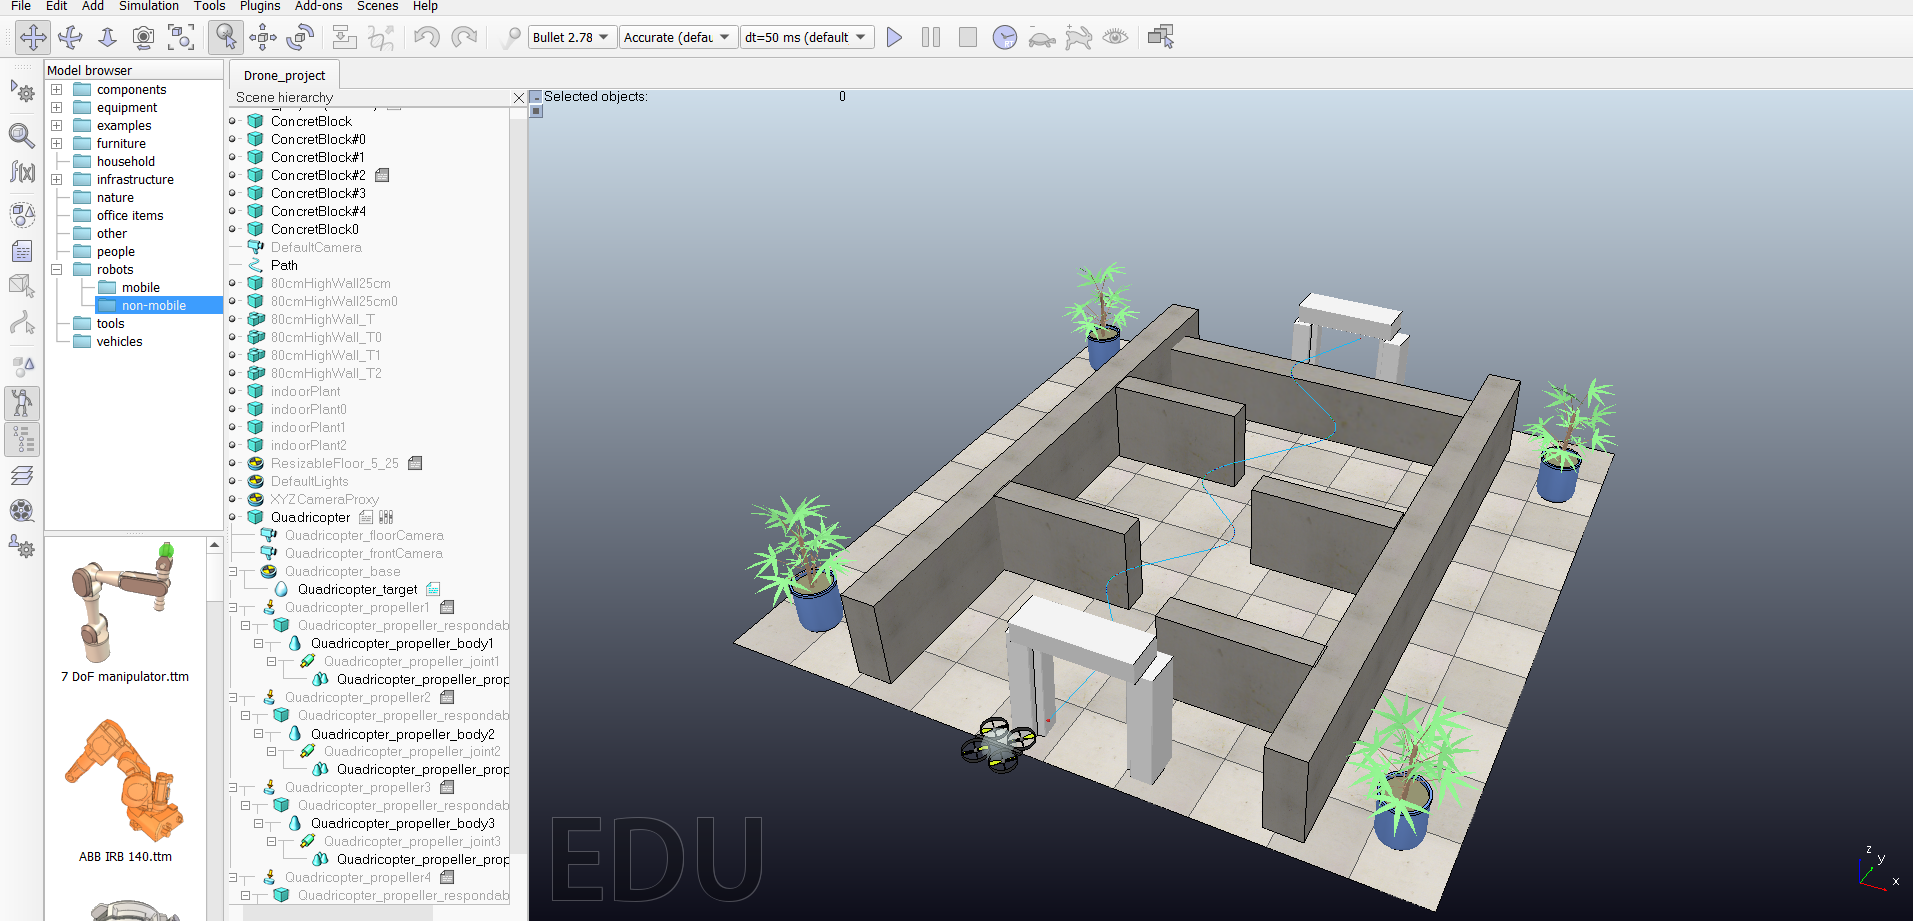 File Edit Add Simulation Tools Plugins Add-ons Scenes Help
Bullet 2.78 Accurate (defau dt=50 ms (default
Model browser
components
equipment
examples
furniture
household
infrastructure
nature
office items
other
people
robots
mobile
non-mobile
tools
vehicles
7 DoF manipulator.ttm
ABB IRB 140.ttm
Drone_project
Scene hierarchy
ConcretBlock
ConcretBlock#0
ConcretBlock#1
ConcretBlock#2
ConcretBlock#3
ConcretBlock#4
ConcretBlock0
DefaultCamera
Path
80cmHighWall25cm
80cmHighWall25cm0
80cmHighWall_T
80cmHighWall_T0
80cmHighWall_T1
80cmHighWall_T2
indoorPlant
indoorPlant0
indoorPlant1
indoorPlant2
ResizableFloor_5_25
DefaultLights
XYZCameraProxy
Quadricopter
Quadricopter_floorCamera
Quadricopter_frontCamera
Quadricopter_base
Quadricopter_target
Quadricopter_propeller1
Quadricopter_propeller_respondab
Quadricopter_propeller_body1
Quadricopter_propeller_joint1
Quadricopter_propeller_prop
Quadricopter_propeller2
Quadricopter_propeller_respondab
Quadricopter_propeller_body2
Quadricopter_propeller_joint2
Quadricopter_propeller_prop
Quadricopter_propeller3
Quadricopter_propeller_respondab
Quadricopter_propeller_body3
Quadricopter_propeller_joint3
Quadricopter_propeller_prop
Quadricopter_propeller4
Quadricopter_propeller_respondab
Selected objects: 0
EDU
z
y
x